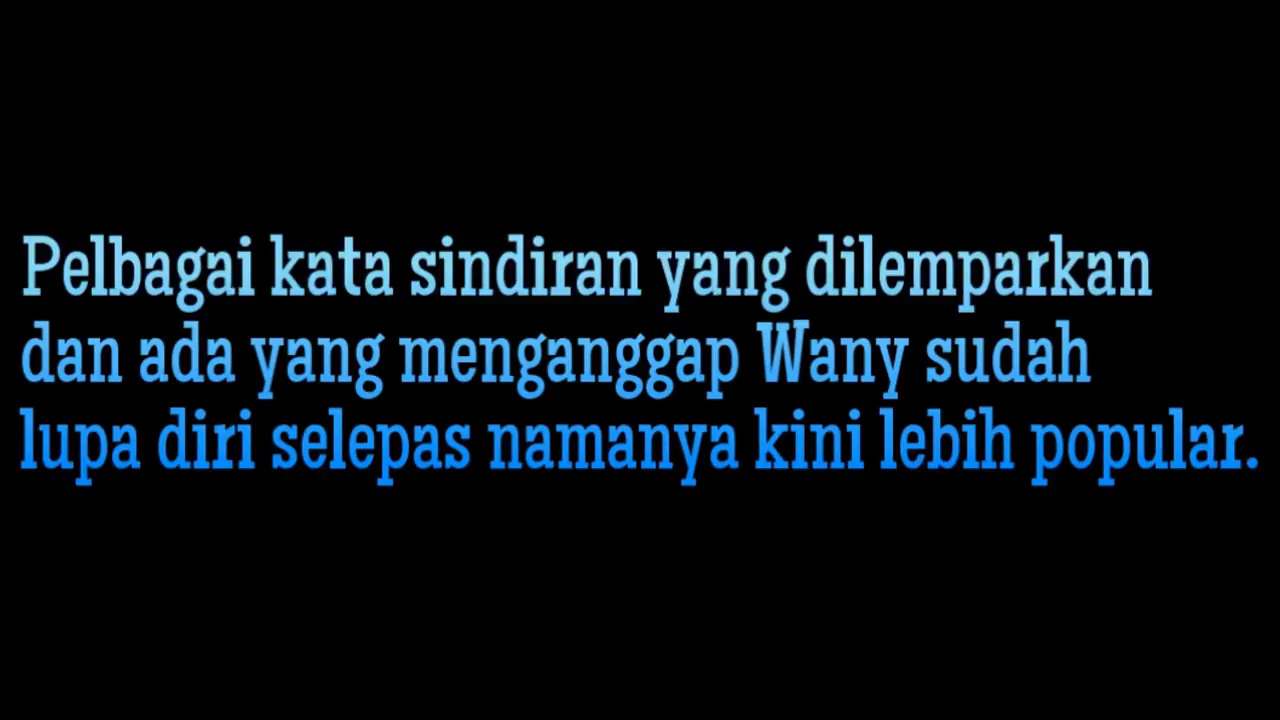 Pelbagai kata sindiran yang dilemparkan
dan ada yang menganggap Wany sudah
lupa diri selepas namanya kini lebih popular.